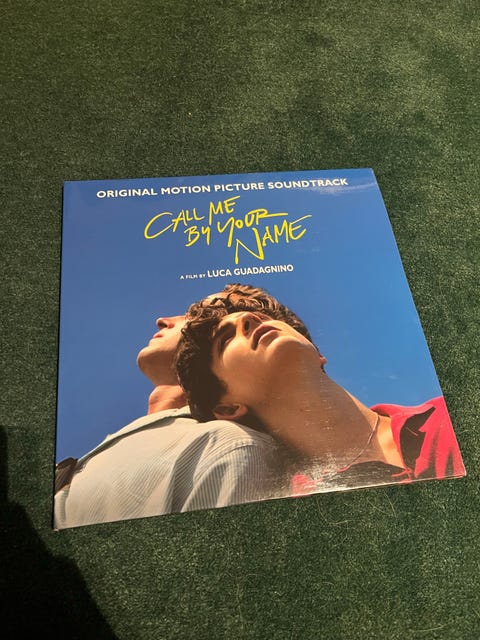 ORIGINAL MOTION PICTURE SOUNDTRACK
CALL ME
BY YOUR
NAME
A FILM BY LUCA GUADAGNINO